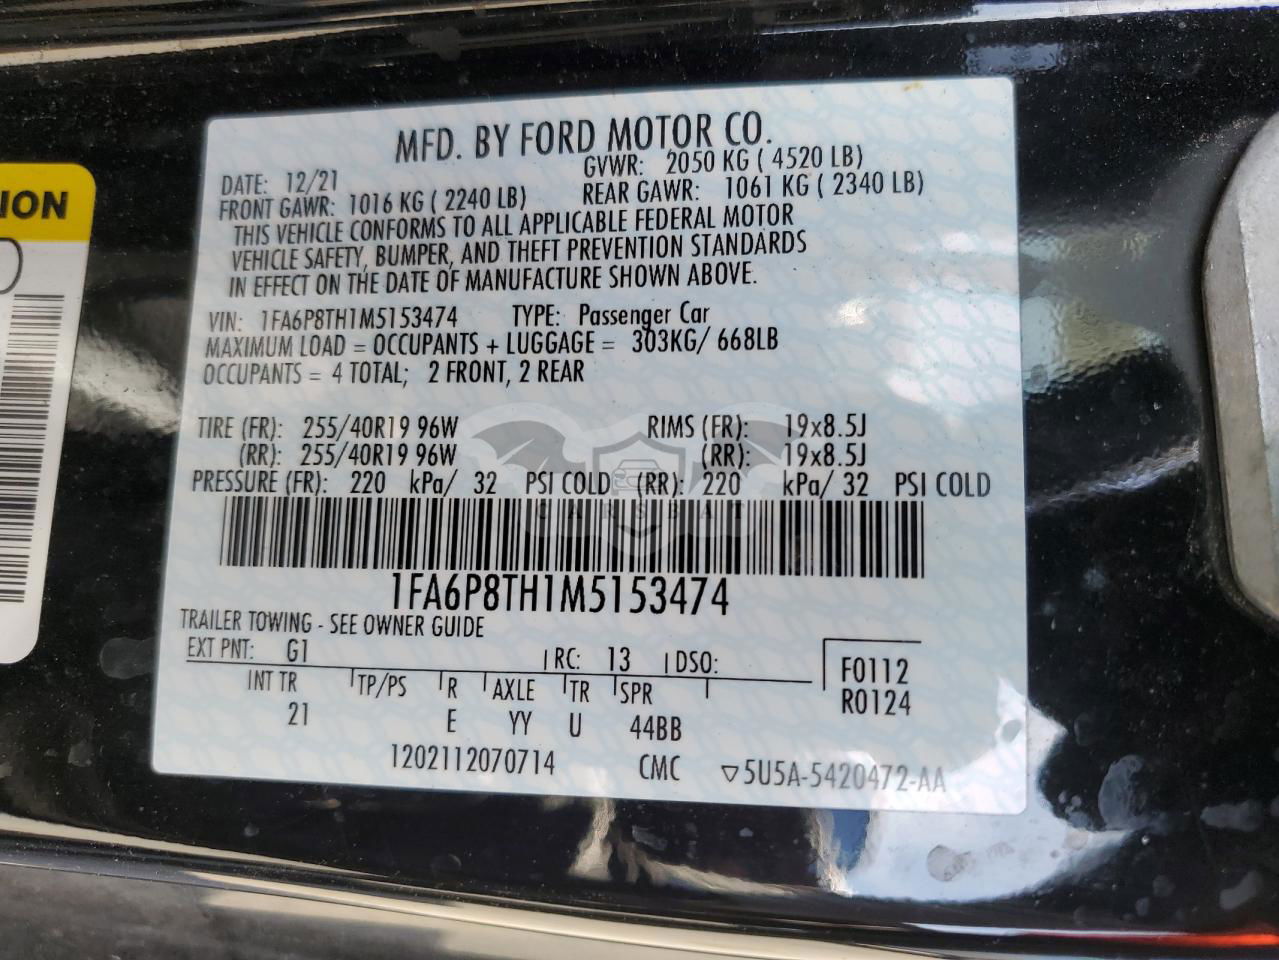 ION
MFD. BY FORD MOTOR CO.
DATE: 12/21 GVWR: 2050 KG ( 4520 LB)
FRONT GAWR: 1016 KG ( 2240 LB) REAR GAWR: 1061 KG ( 2340 LB)
THIS VEHICLE CONFORMS TO ALL APPLICABLE FEDERAL MOTOR
VEHICLE SAFETY, BUMPER, AND THEFT PREVENTION STANDARDS
IN EFFECT ON THE DATE OF MANUFACTURE SHOWN ABOVE.
VIN: 1FA6P8TH1M5153474 TYPE: Passenger Car
MAXIMUM LOAD = OCCUPANTS + LUGGAGE = 303KG/ 668LB
OCCUPANTS = 4 TOTAL; 2 FRONT, 2 REAR
TIRE (FR): 255/40R19 96W RIMS (FR): 19x8.5J
(RR): 255/40R19 96W (RR): 19x8.5J
PRESSURE (FR): 220 kPa/ 32 PSI COLD (RR): 220 kPa/ 32 PSI COLD
CARSBAT
1FA6P8TH1M5153474
TRAILER TOWING - SEE OWNER GUIDE
EXT PNT: G1 RC: 13 DSO:
F0112
INT TR TP/PS R AXLE TR SPR
R0124
21 E YY U 44BB
1202112070714 CMC ▽5U5A-5420472-AA